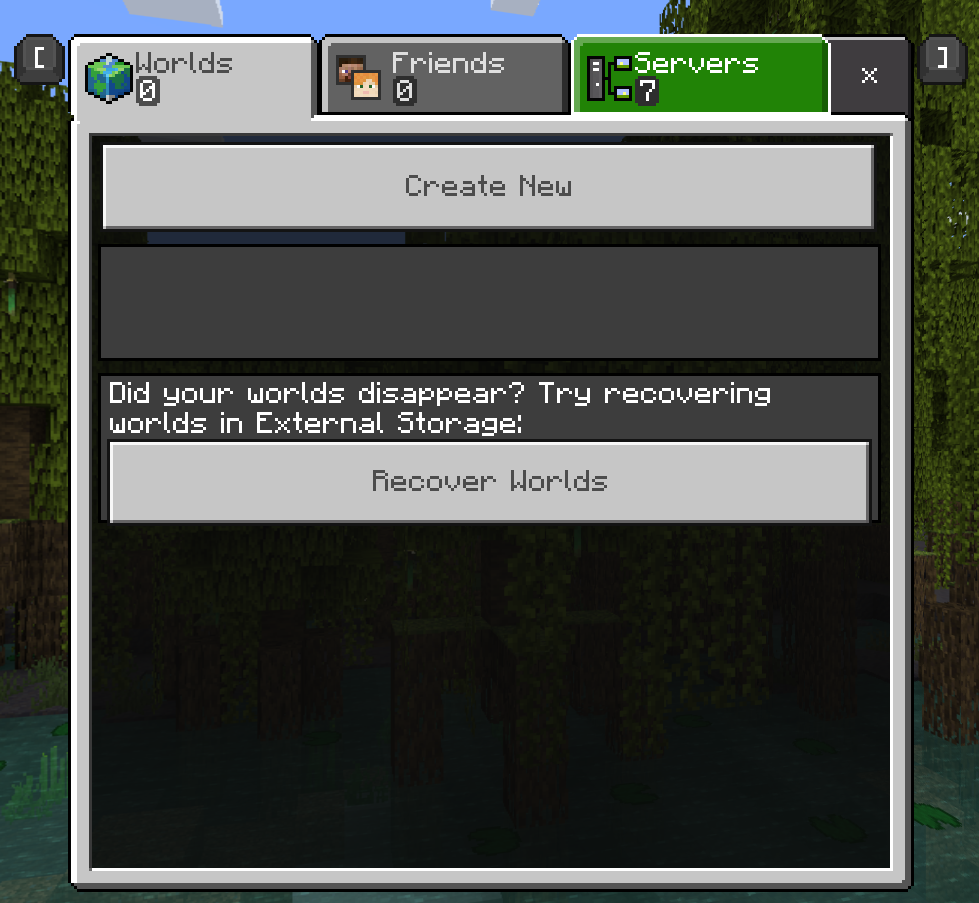 [
Worlds
0
Friends
0
Servers
7
x
]
Create New
Did your worlds disappear? Try recovering
worlds in External Storage:
Recover Worlds